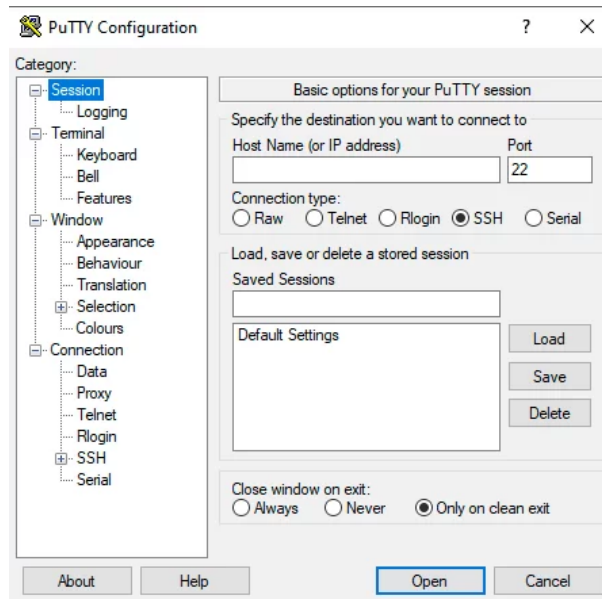 PuTTY Configuration
?
Category:
Session
Logging
Terminal
Keyboard
Bell
Features
Window
Appearance
Behaviour
Translation
Selection
Colours
Connection
Data
Proxy
Telnet
Rlogin
SSH
Serial
Basic options for your PuTTY session
Specify the destination you want to connect to
Host Name (or IP address) Port
22
Connection type:
Raw Telnet Rlogin SSH Serial
Load, save or delete a stored session
Saved Sessions
Default Settings
Load
Save
Delete
Close window on exit:
Always Never Only on clean exit
About Help Open Cancel